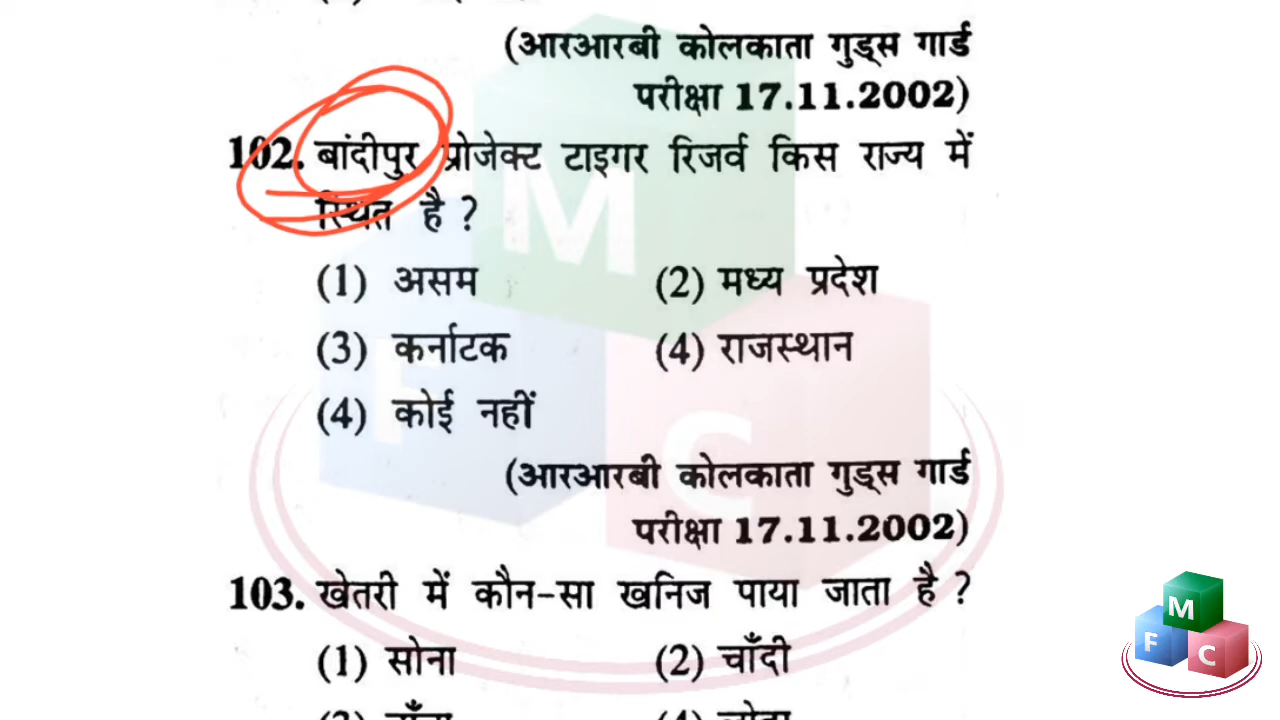 (आरआरबी कोलकाता गुड्स गार्ड
परीक्षा 17.11.2002)
102. बांदीपुर प्रोजेक्ट टाइगर रिजर्व किस राज्य में
स्थित है ?
(1) असम (2) मध्य प्रदेश
(3) कर्नाटक (4) राजस्थान
(4) कोई नहीं
(आरआरबी कोलकाता गुड्स गार्ड
परीक्षा 17.11.2002)
103. खेतरी में कौन-सा खनिज पाया जाता है ?
(1) सोना (2) चाँदी
M
F
C
M
F
C